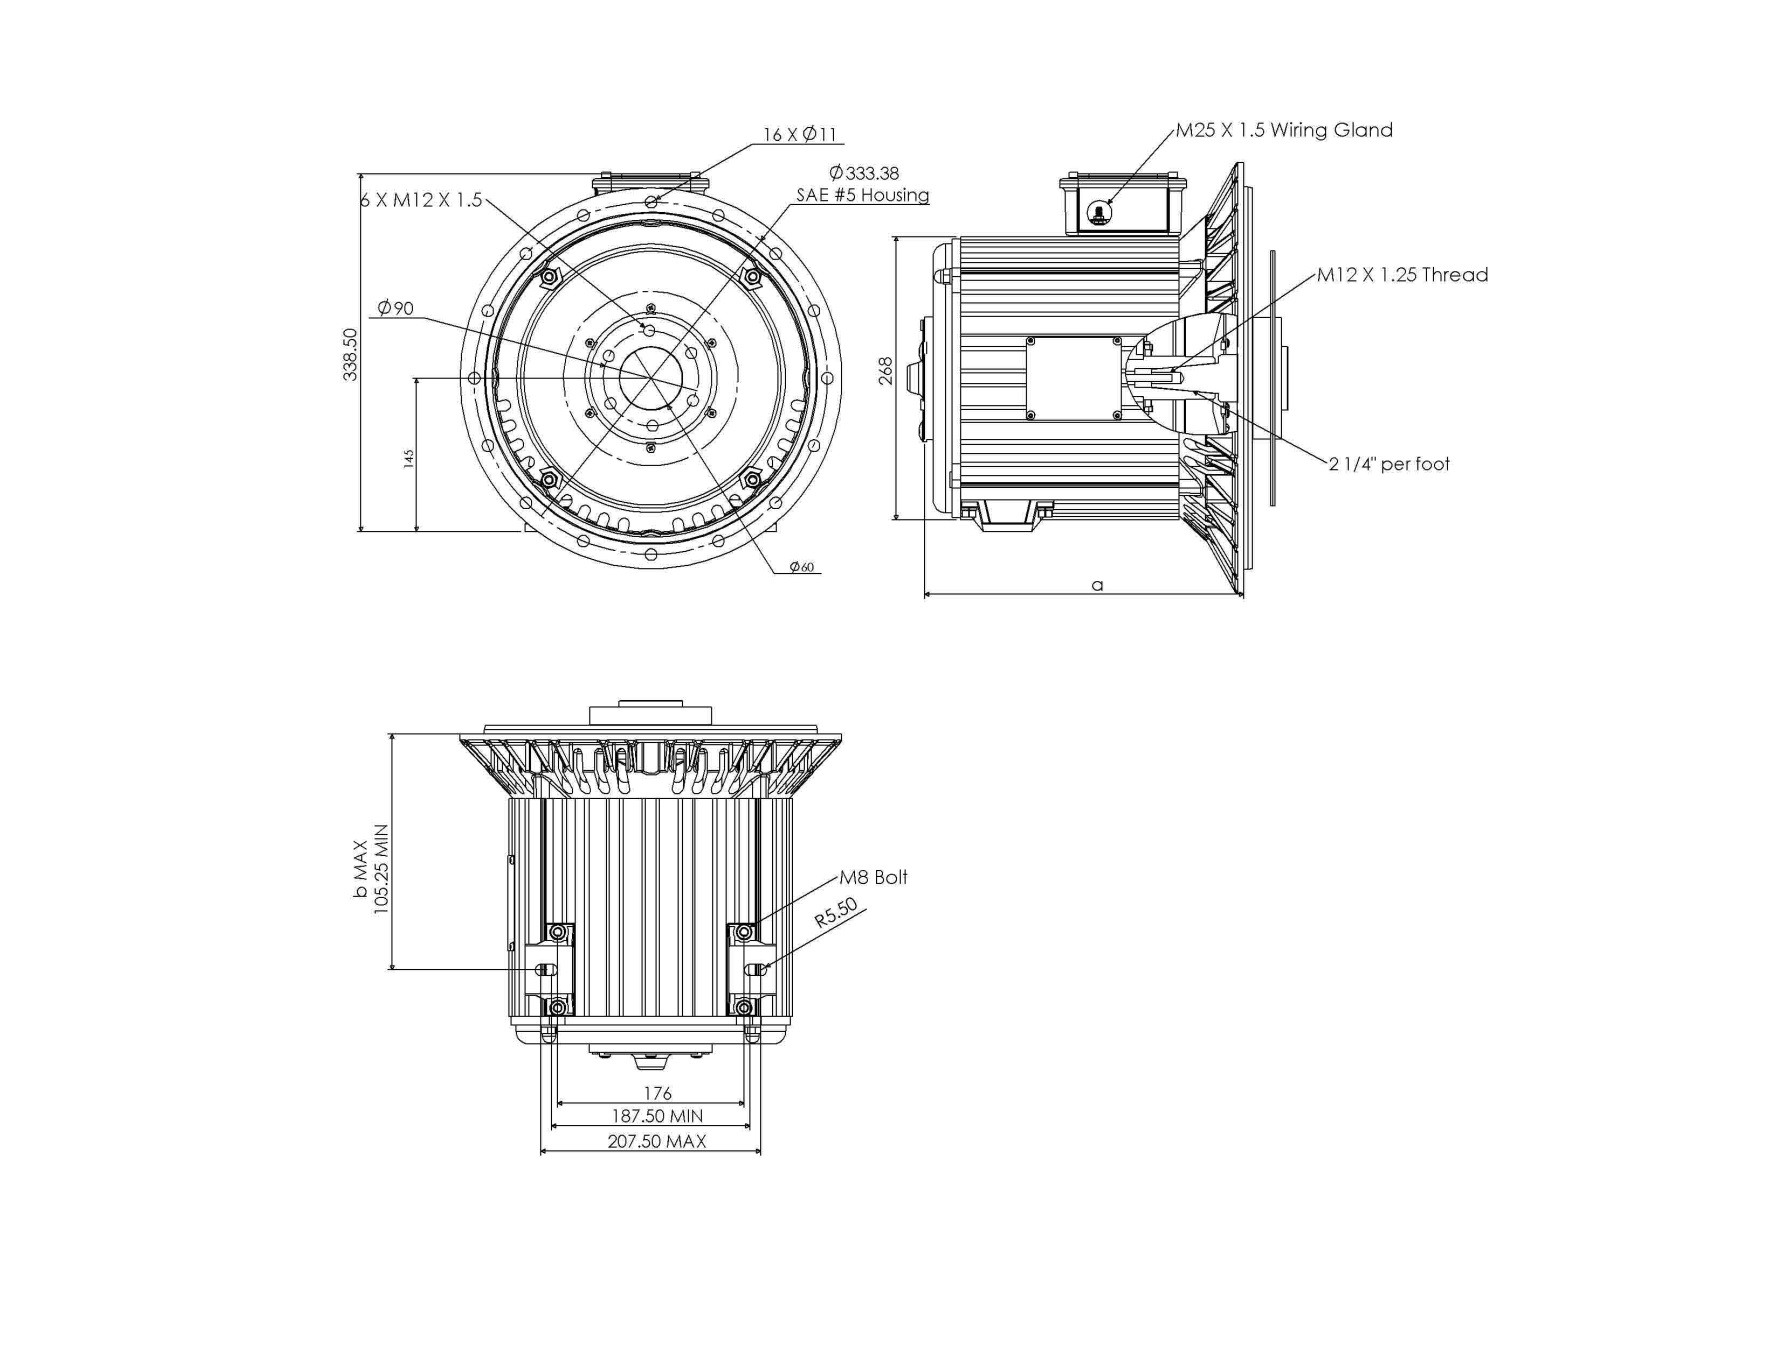 16 X Ø11
Ø333.38
SAE #5 Housing
6 X M12 X 1.5
Ø90
338.50
145
Ø60
M25 X 1.5 Wiring Gland
M12 X 1.25 Thread
268
2 1/4" per foot
a
b MAX
105.25 MIN
M8 Bolt
R5.50
176
187.50 MIN
207.50 MAX